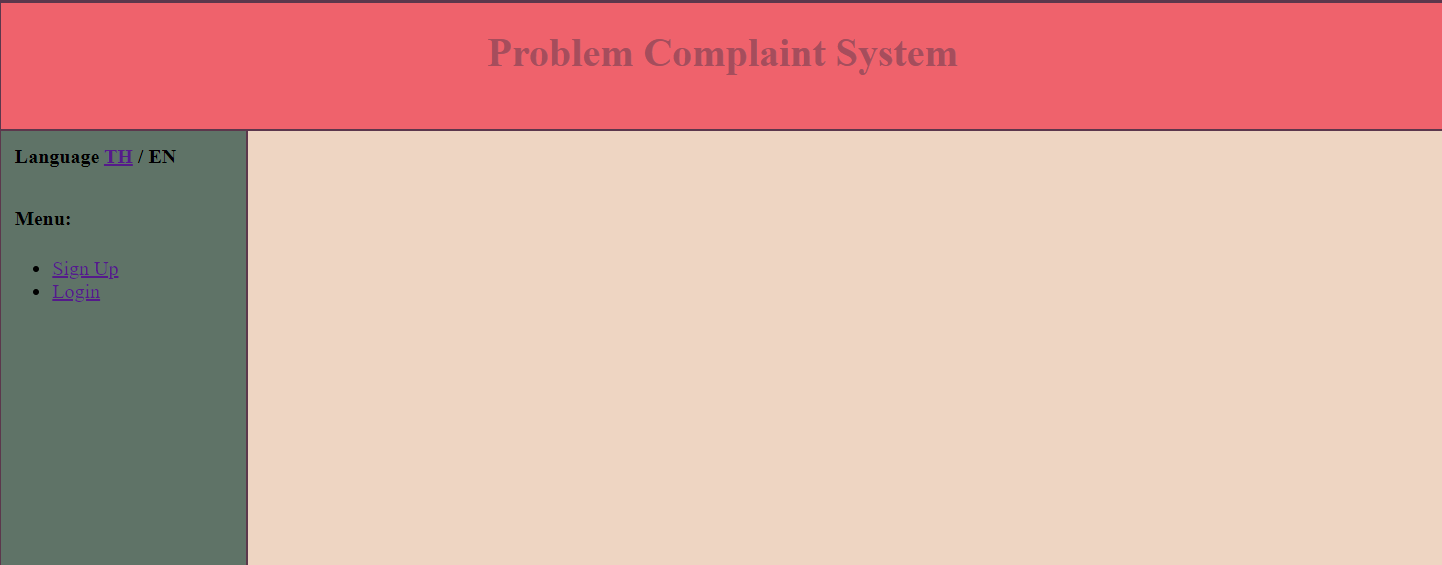 Problem Complaint System
Language TH / EN
Menu:
Sign Up
Login